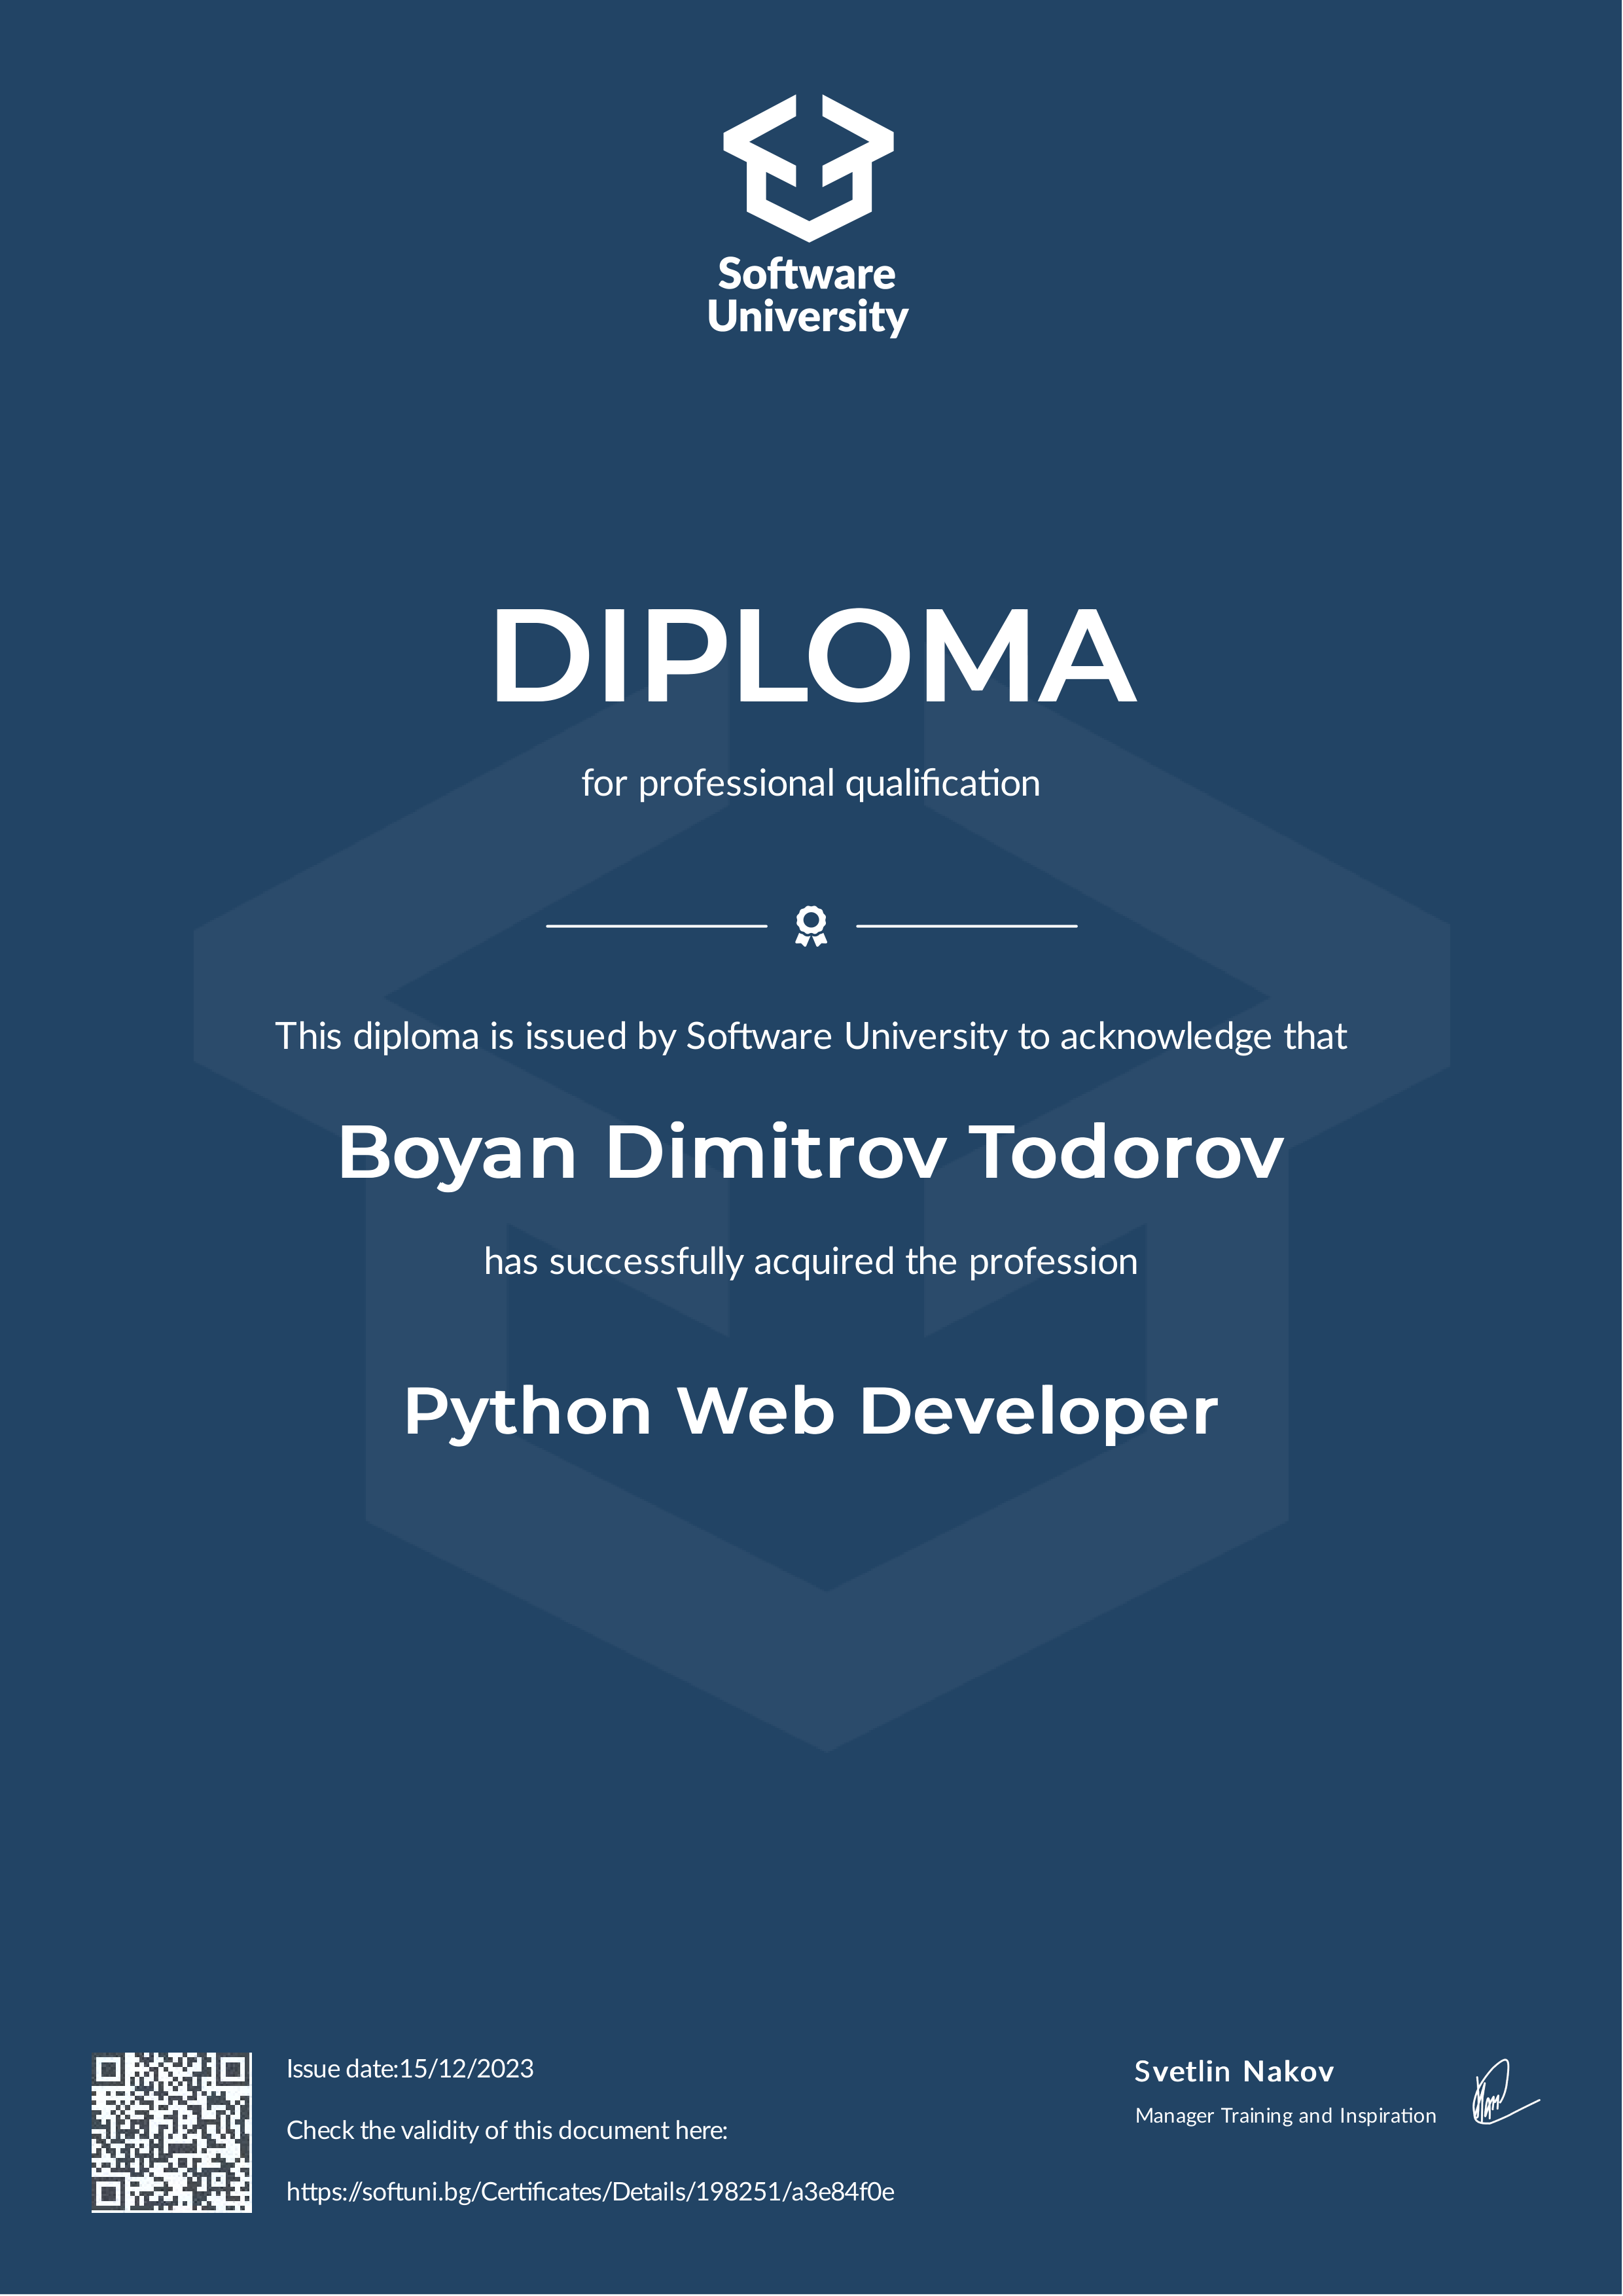 Software
University
DIPLOMA
for professional qualification
This diploma is issued by Software University to acknowledge that
Boyan Dimitrov Todorov
has successfully acquired the profession
Python Web Developer
Issue date:15/12/2023
Check the validity of this document here:
https://softuni.bg/Certificates/Details/198251/a3e84f0e
Svetlin Nakov
Manager Training and Inspiration